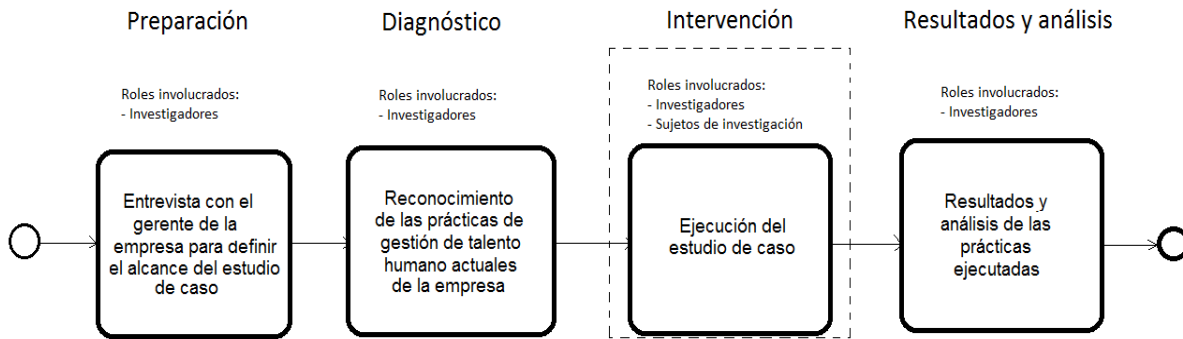 Preparación
Diagnóstico
Intervención
Resultados y análisis
Roles involucrados:
- Investigadores
Roles involucrados:
- Investigadores
Roles involucrados:
- Investigadores
- Sujetos de investigación
Roles involucrados:
- Investigadores
Entrevista con el
gerente de la
empresa para definir
el alcance del estudio
de caso
Reconocimiento
de las prácticas de
gestión de talento
humano actuales
de la empresa
Ejecución del
estudio de caso
Resultados y
análisis de las
prácticas
ejecutadas